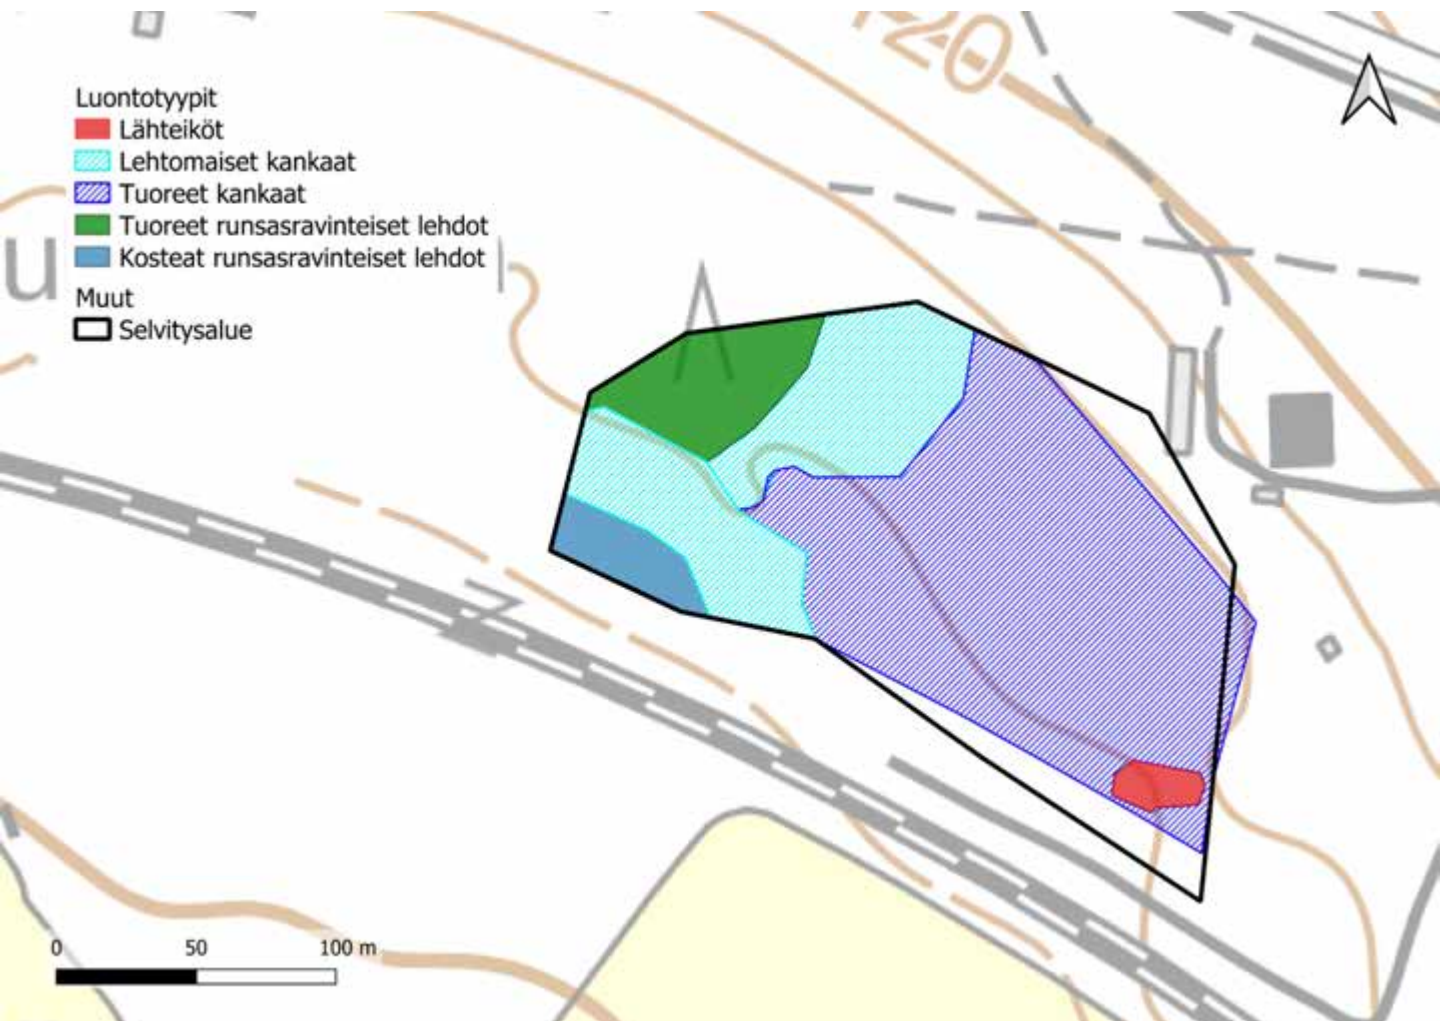 120
Luontotyypit
Lähteiköt
Lehtomaiset kankaat
Tuoreet kankaat
Tuoreet runsasravinteiset lehdot
u
Kosteat runsasravinteiset lehdot
Muut
Selvitysalue
0 50 100 m